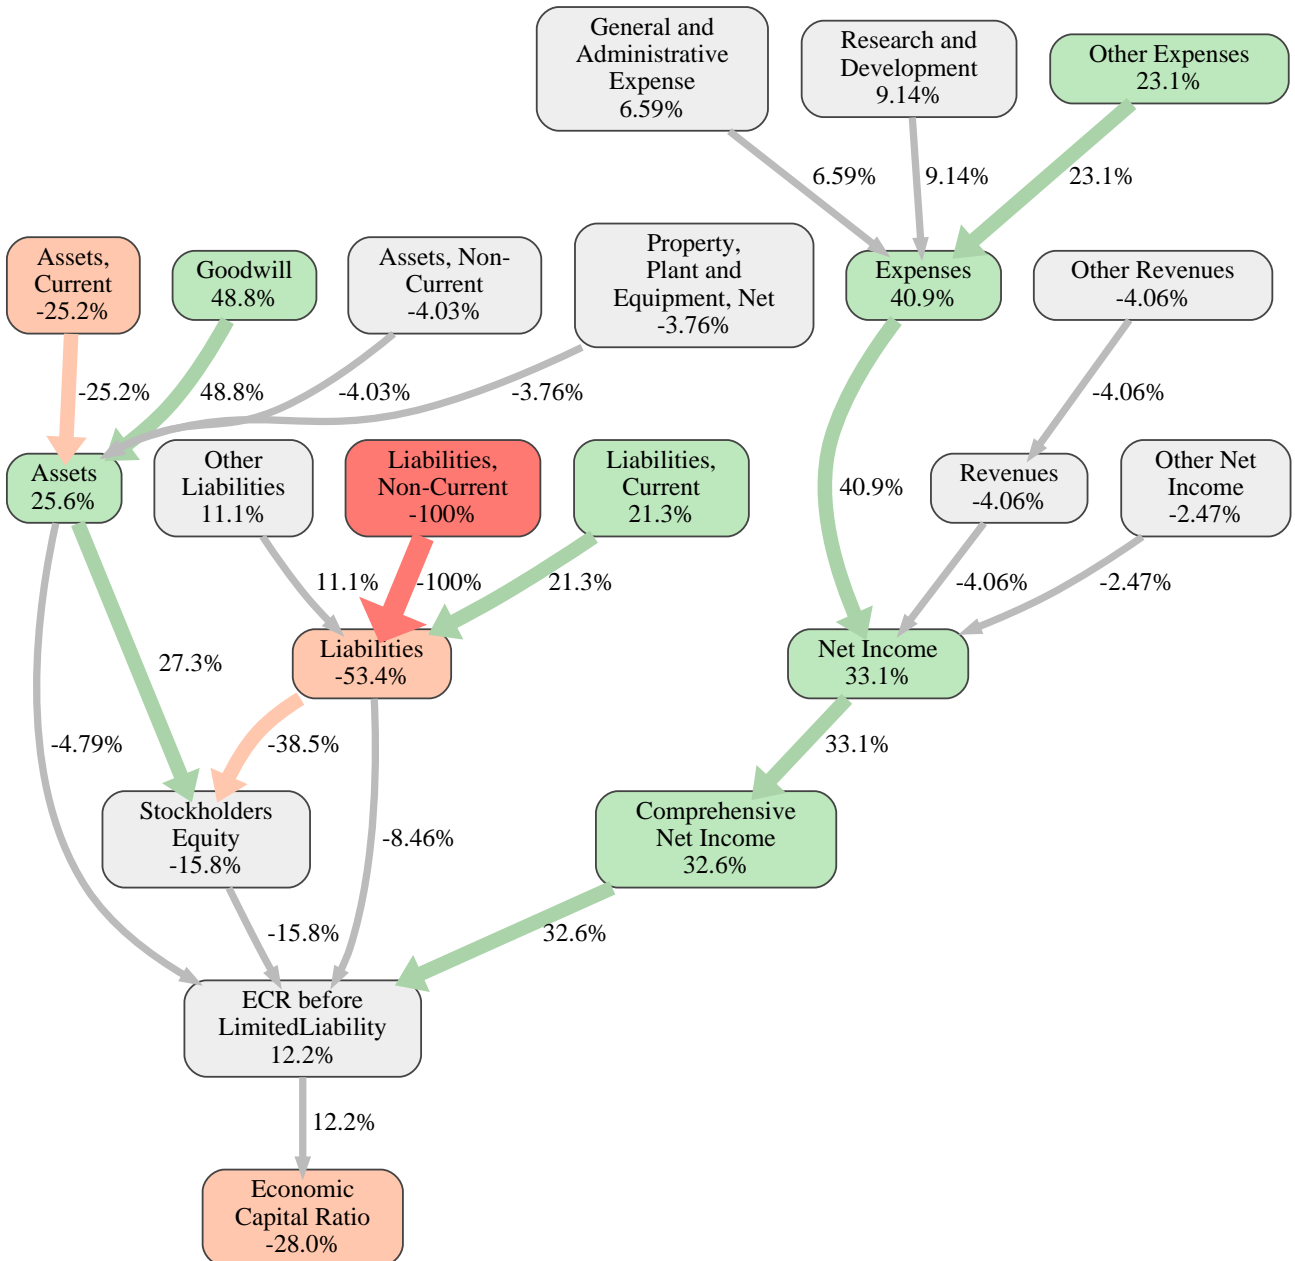 General and
Administrative
Expense
6.59%
Research and
Development
9.14%
Other Expenses
23.1%
6.59%
9.14%
23.1%
Assets,
Current
-25.2%
Goodwill
48.8%
Assets, Non-
Current
-4.03%
Property,
Plant and
Equipment, Net
-3.76%
Expenses
40.9%
Other Revenues
-4.06%
-25.2%
48.8%
-4.03%
-3.76%
-4.06%
Assets
25.6%
Other
Liabilities
11.1%
Liabilities,
Non-Current
-100%
Liabilities,
Current
21.3%
40.9%
Revenues
-4.06%
Other Net
Income
-2.47%
11.1%
-100%
21.3%
-4.06%
-2.47%
27.3%
Liabilities
-53.4%
Net Income
33.1%
-4.79%
-38.5%
33.1%
Stockholders
Equity
-15.8%
-8.46%
Comprehensive
Net Income
32.6%
-15.8%
32.6%
ECR before
LimitedLiability
12.2%
12.2%
Economic
Capital Ratio
-28.0%